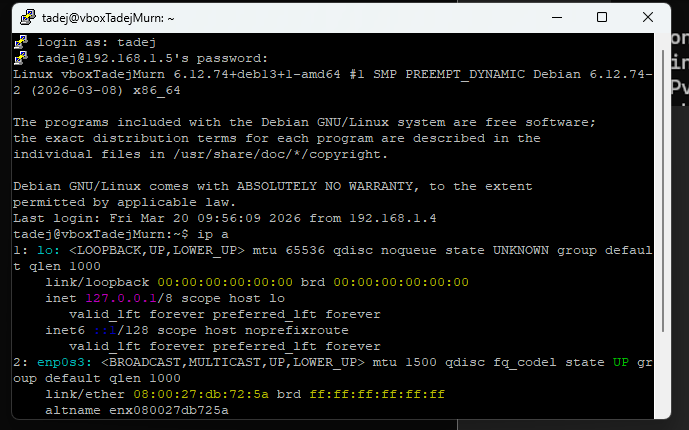 tadej@vboxTadejMurn: ~
login as: tadej
tadej@192.168.1.5's password:
Linux vboxTadejMurn 6.12.74+deb13+1-amd64 #1 SMP PREEMPT_DYNAMIC Debian 6.12.74-
2 (2026-03-08) x86_64
The programs included with the Debian GNU/Linux system are free software;
the exact distribution terms for each program are described in the
individual files in /usr/share/doc/*/copyright.
Debian GNU/Linux comes with ABSOLUTELY NO WARRANTY, to the extent
permitted by applicable law.
Last login: Fri Mar 20 09:56:09 2026 from 192.168.1.4
tadej@vboxTadejMurn:~$ ip a
1: lo: <LOOPBACK,UP,LOWER_UP> mtu 65536 qdisc noqueue state UNKNOWN group defaul
t qlen 1000
    link/loopback 00:00:00:00:00:00 brd 00:00:00:00:00:00
    inet 127.0.0.1/8 scope host lo
       valid_lft forever preferred_lft forever
    inet6 ::1/128 scope host noprefixroute
       valid_lft forever preferred_lft forever
2: enp0s3: <BROADCAST,MULTICAST,UP,LOWER_UP> mtu 1500 qdisc fq_codel state UP gr
oup default qlen 1000
    link/ether 08:00:27:db:72:5a brd ff:ff:ff:ff:ff:ff
    altname enx080027db725a